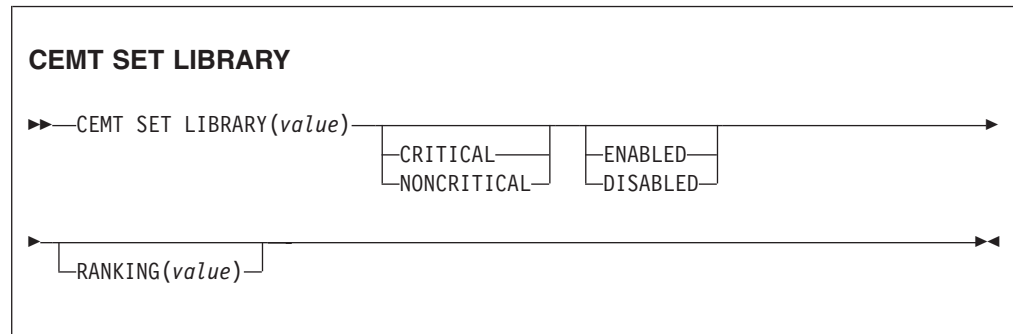 CEMT SET LIBRARY
CEMT SET LIBRARY(value)
CRITICAL
NONCRITICAL
ENABLED
DISABLED
RANKING(value)